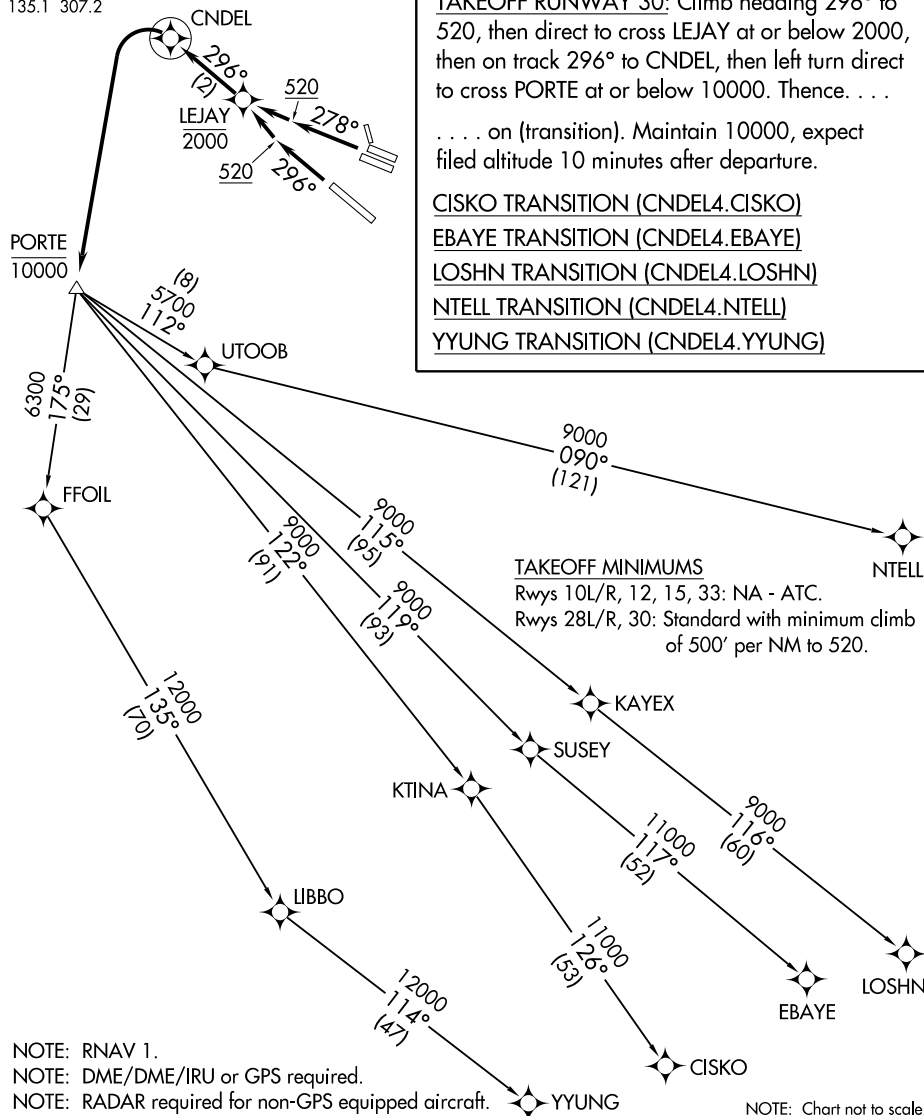 135.1 307.2
CNDEL
296°
(2)
LEJAY
2000
520
278°
520
296°
TAKEOFF RUNWAY 30: Climb heading 296° to
520, then direct to cross LEJAY at or below 2000,
then on track 296° to CNDEL, then left turn direct
to cross PORTE at or below 10000. Thence. . . .
. . . . on (transition). Maintain 10000, expect
filed altitude 10 minutes after departure.
CISKO TRANSITION (CNDEL4.CISKO)
EBAYE TRANSITION (CNDEL4.EBAYE)
LOSHN TRANSITION (CNDEL4.LOSHN)
NTELL TRANSITION (CNDEL4.NTELL)
YYUNG TRANSITION (CNDEL4.YYUNG)
PORTE
10000
(8)
5700
112°
UTOOB
6300
175°
(29)
FFOIL
9000
090°
(121)
NTELL
9000
115°
(95)
9000
122°
(91)
9000
119°
(93)
TAKEOFF MINIMUMS
Rwys 10L/R, 12, 15, 33: NA - ATC.
Rwys 28L/R, 30: Standard with minimum climb
of 500' per NM to 520.
12000
135°
(70)
KAYEX
SUSEY
KTINA
9000
116°
(60)
11000
117°
(52)
LIBBO
11000
126°
(53)
LOSHN
EBAYE
12000
114°
(47)
CISKO
YYUNG
NOTE: RNAV 1.
NOTE: DME/DME/IRU or GPS required.
NOTE: RADAR required for non-GPS equipped aircraft.
NOTE: Chart not to scale